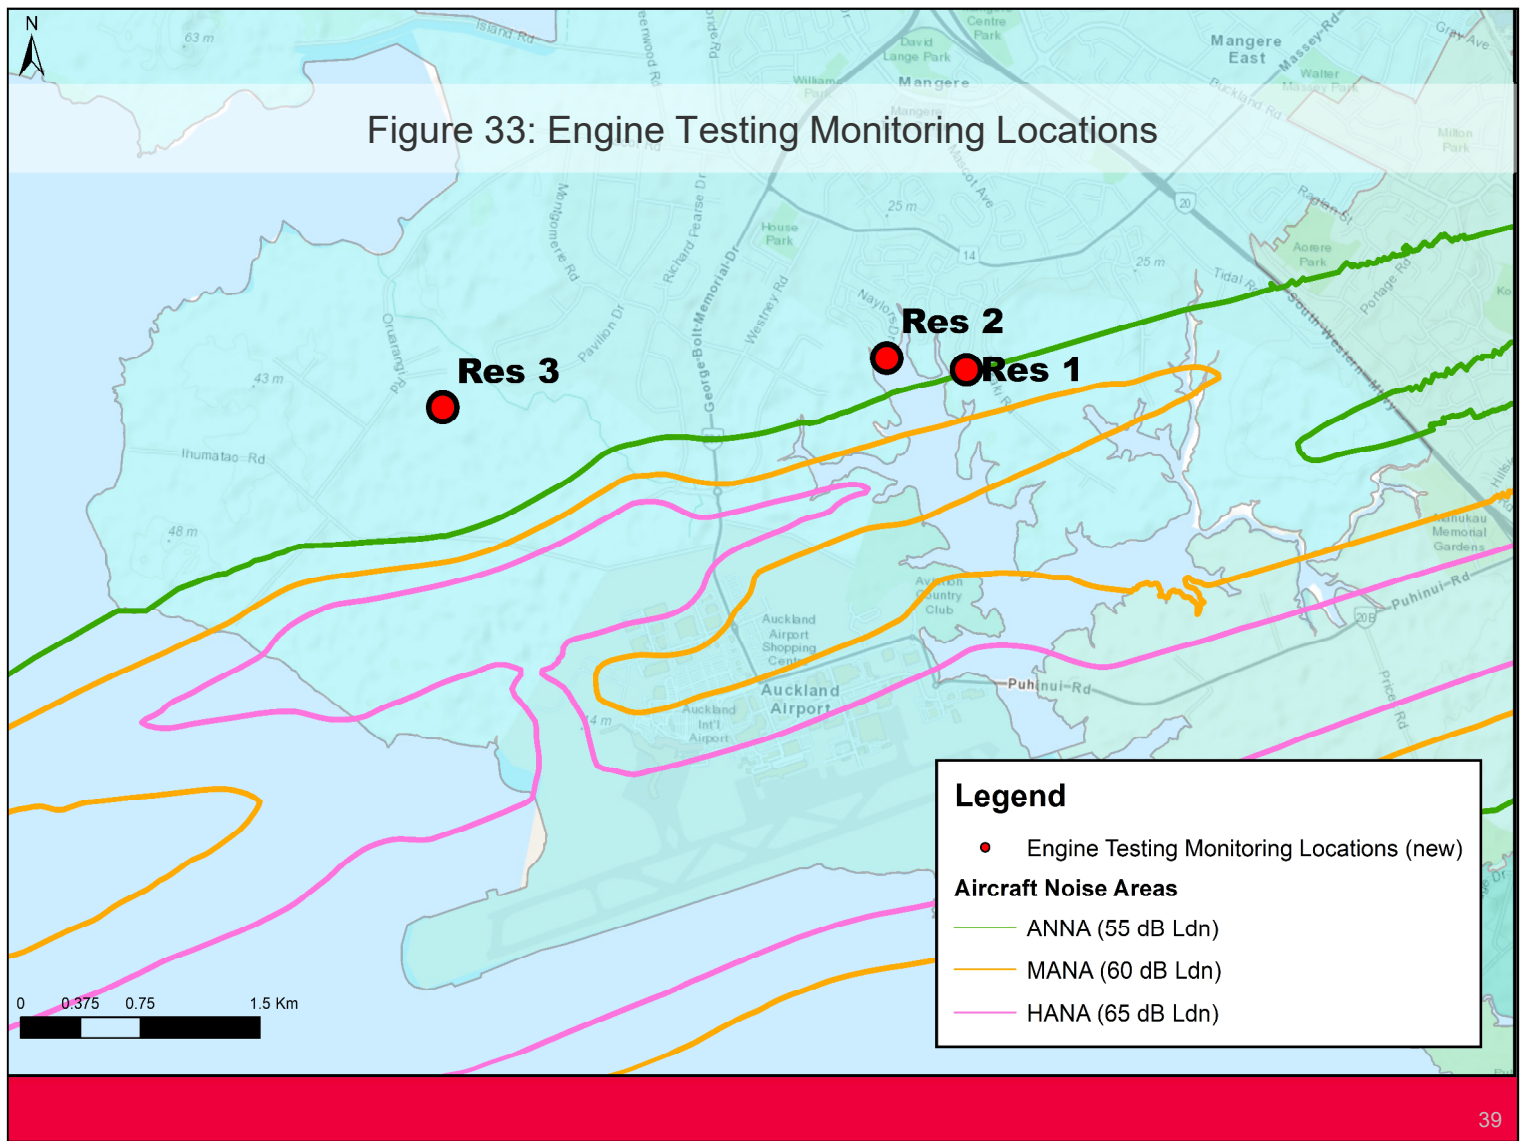 N
63 m
Island Rd
David
Lange Park
Centre
Park
Mangere
East
Massey-Rd
Gray Ave
Walter
Massey Park
Buckland Rd
Mangere
Figure 33: Engine Testing Monitoring Locations
Milton
Park
Mascot Ave
Montgomerie Rd
Richard Pearse Dr
25 m
20
Raglan St
House
Park
14
25 m
Aorere
Park
Tidal Rd
Portage Rd
George-Bolt-Memorial-Dr
Westney Rd
Pavilion Dr
Oruarangi Rd
South-Western-Mwy
Res 2
Res 1
Res 3
43 m
Ihumatao Rd
48 m
Manukau
Memorial
Gardens
Aviation
Country
Club
Puhinui-Rd
20B
Auckland
Airport
Shopping
Centre
Auckland
Airport
Puhinui-Rd
Price Rd
Auckland
Int'l
Airport
14 m
Legend
Engine Testing Monitoring Locations (new)
Aircraft Noise Areas
ANNA (55 dB Ldn)
MANA (60 dB Ldn)
HANA (65 dB Ldn)
0 0.375 0.75 1.5 Km
39